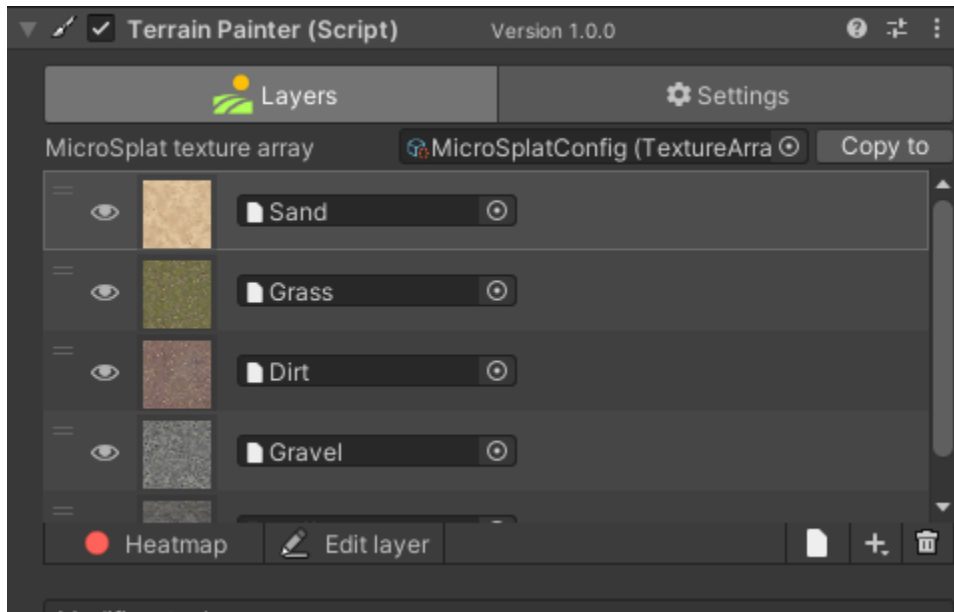 Terrain Painter (Script) Version 1.0.0
Layers Settings
MicroSplat texture array MicroSplatConfig (TextureArra Copy to
Sand
Grass
Dirt
Gravel
Heatmap Edit layer